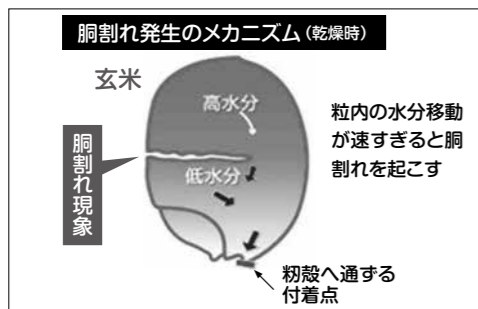 胴割れ発生のメカニズム（乾燥時）
玄米
高水分
粒内の水分移動
が速すぎると胴
割れを起こす
胴割れ現象
低水分
籾殻へ通ずる
付着点